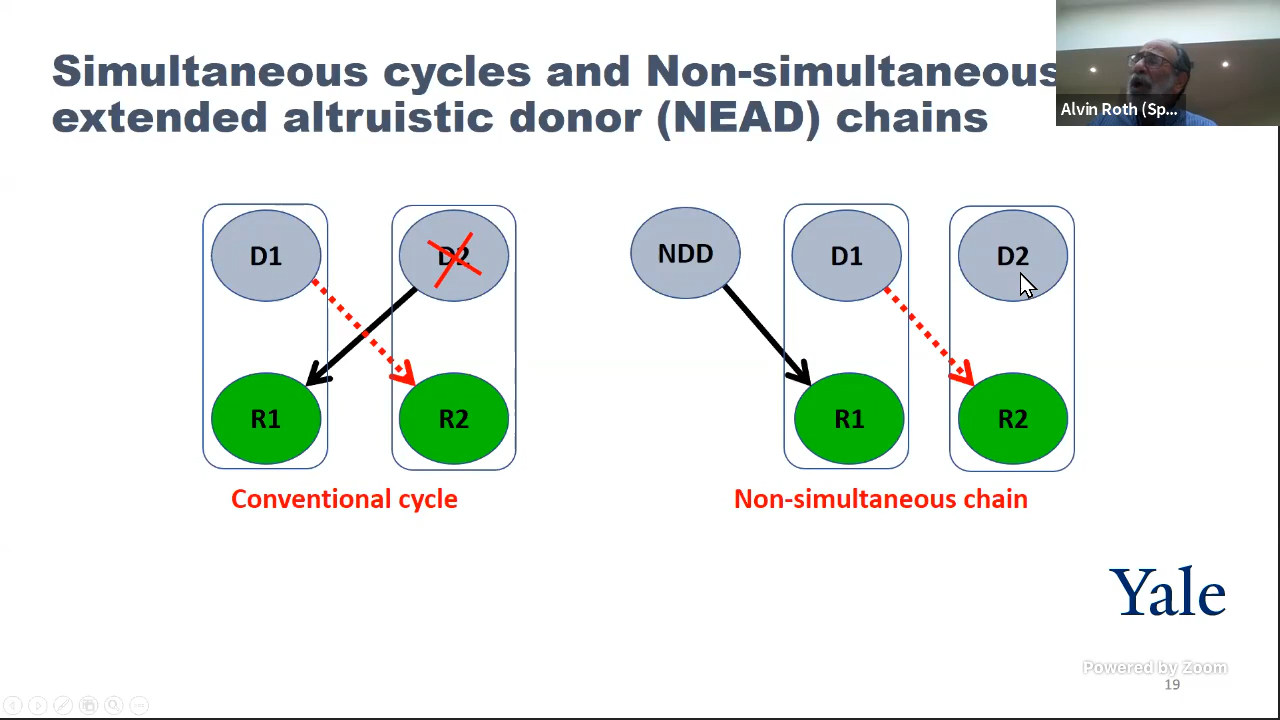 Simultaneous cycles and Non-simultaneous
extended altruistic donor (NEAD) chains
Alvin Roth (Sp...
D1
D2
NDD
D1
D2
R1
R2
R1
R2
Conventional cycle
Non-simultaneous chain
Yale
Powered by Zoom
19